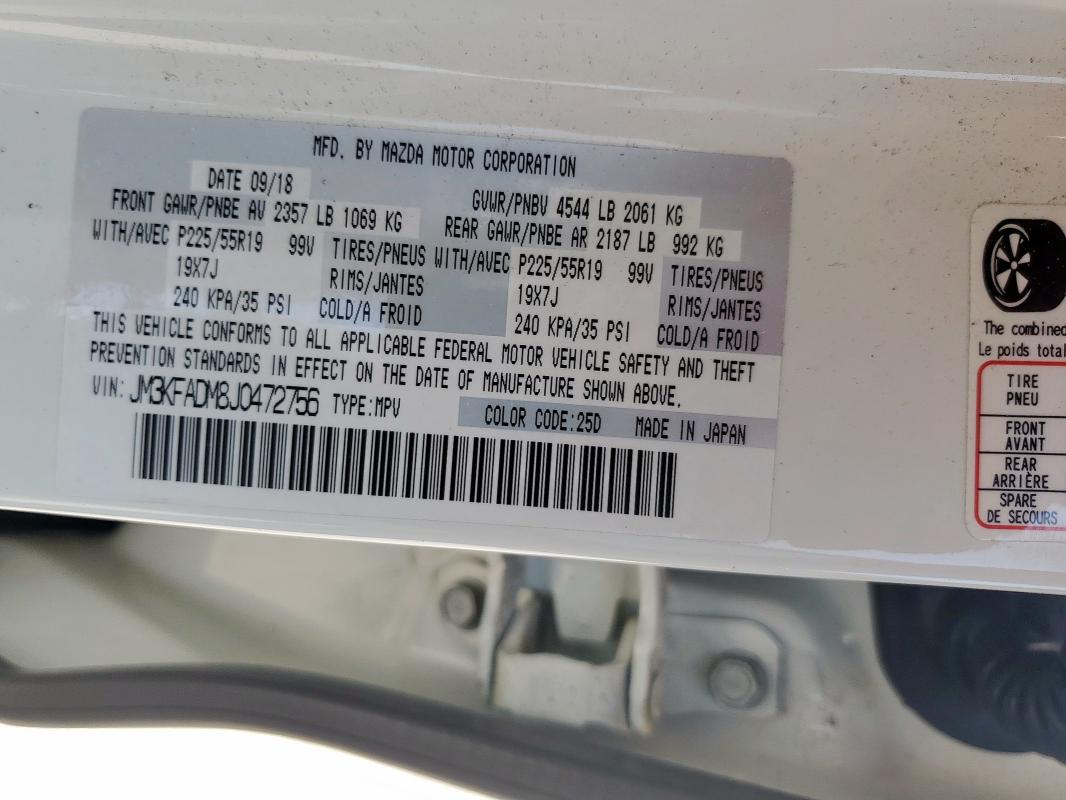 MFD. BY MAZDA MOTOR CORPORATION
DATE 09/18
GVWR/PNBV 4544 LB 2061 KG
FRONT GAWR/PNBE AV 2357 LB 1069 KG
REAR GAWR/PNBE AR 2187 LB 992 KG
WITH/AVEC P225/55R19 99V TIRES/PNEUS
19X7J RIMS/JANTES
240 KPA/35 PSI COLD/A FROID
WITH/AVEC P225/55R19 99V TIRES/PNEUS
19X7J RIMS/JANTES
240 KPA/35 PSI COLD/A FROID
THIS VEHICLE CONFORMS TO ALL APPLICABLE FEDERAL MOTOR VEHICLE SAFETY AND THEFT
PREVENTION STANDARDS IN EFFECT ON THE DATE OF MANUFACTURE SHOWN ABOVE.
VIN: JM3KFADM8J0472756 TYPE:MPV
COLOR CODE:25D MADE IN JAPAN
The combined
Le poids total
TIRE
PNEU
FRONT
AVANT
REAR
ARRIÈRE
SPARE
DE SECOURS